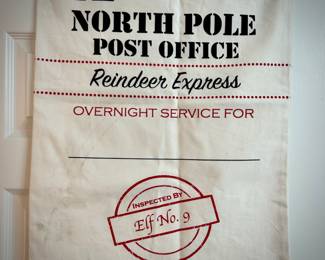 NORTH POLE
POST OFFICE
Reindeer Express
OVERNIGHT SERVICE FOR
INSPECTED BY
Elf No. 9